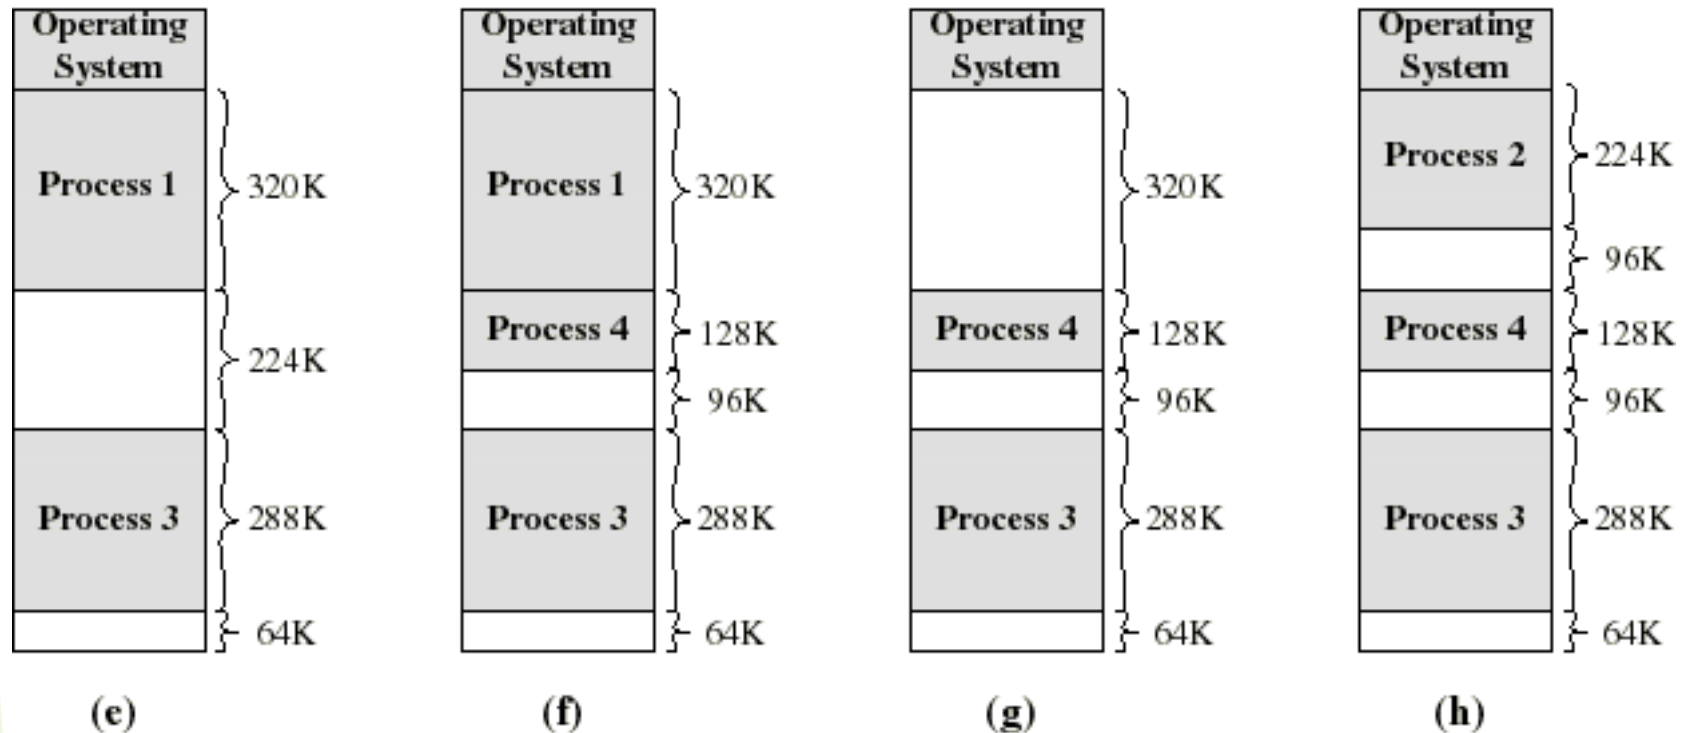 Operating
System
Process 1
320K
224K
Process 3
288K
64K
(e)
Operating
System
Process 1
320K
Process 4
128K
96K
Process 3
288K
64K
(f)
Operating
System
320K
Process 4
128K
96K
Process 3
288K
64K
(g)
Operating
System
Process 2
224K
96K
Process 4
128K
96K
Process 3
288K
64K
(h)